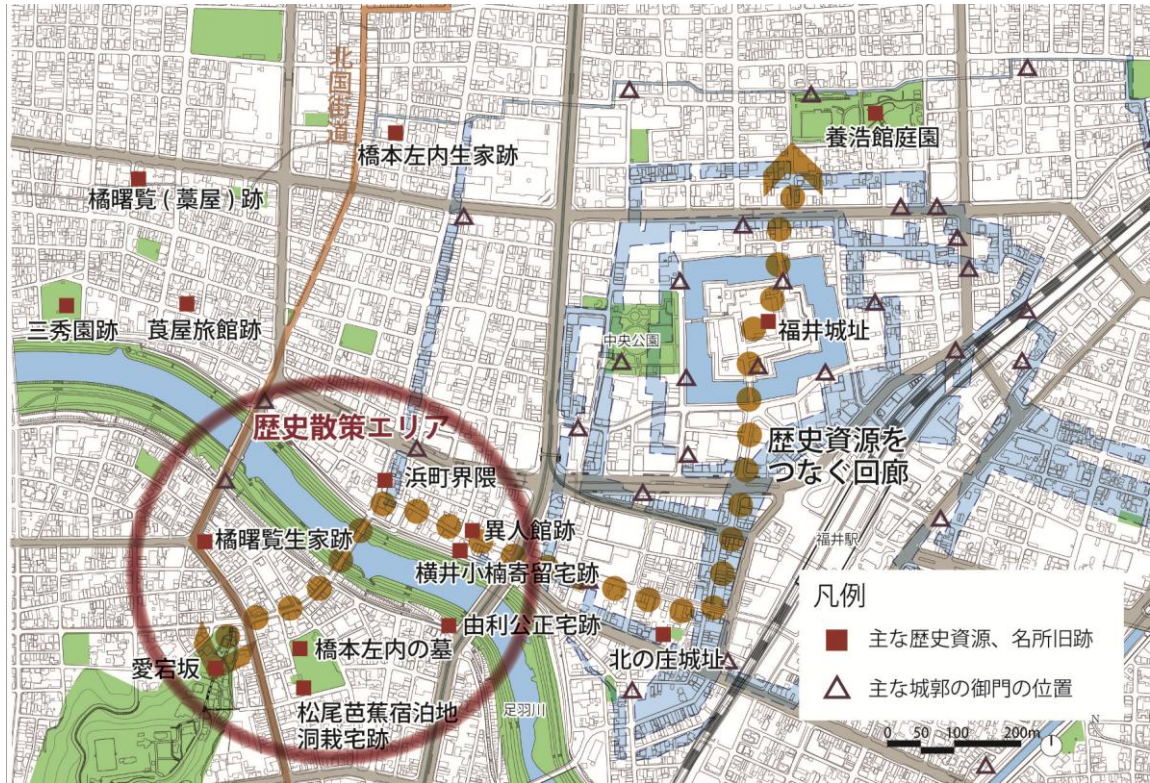 北国街道
養浩館庭園
橋本左内生家跡
橘曙覧(藁屋)跡
三秀園跡
莨屋旅館跡
中央公園
福井城址
歴史散策エリア
歴史資源を
つなぐ回廊
浜町界隈
異人館跡
橘曙覧生家跡
横井小楠寄留宅跡
福井駅
由利公正宅跡
橋本左内の墓
北の庄城址
愛宕坂
松尾芭蕉宿泊地
洞栽宅跡
足羽川
凡例
主な歴史資源、名所旧跡
主な城郭の御門の位置
0 50 100 200m
N